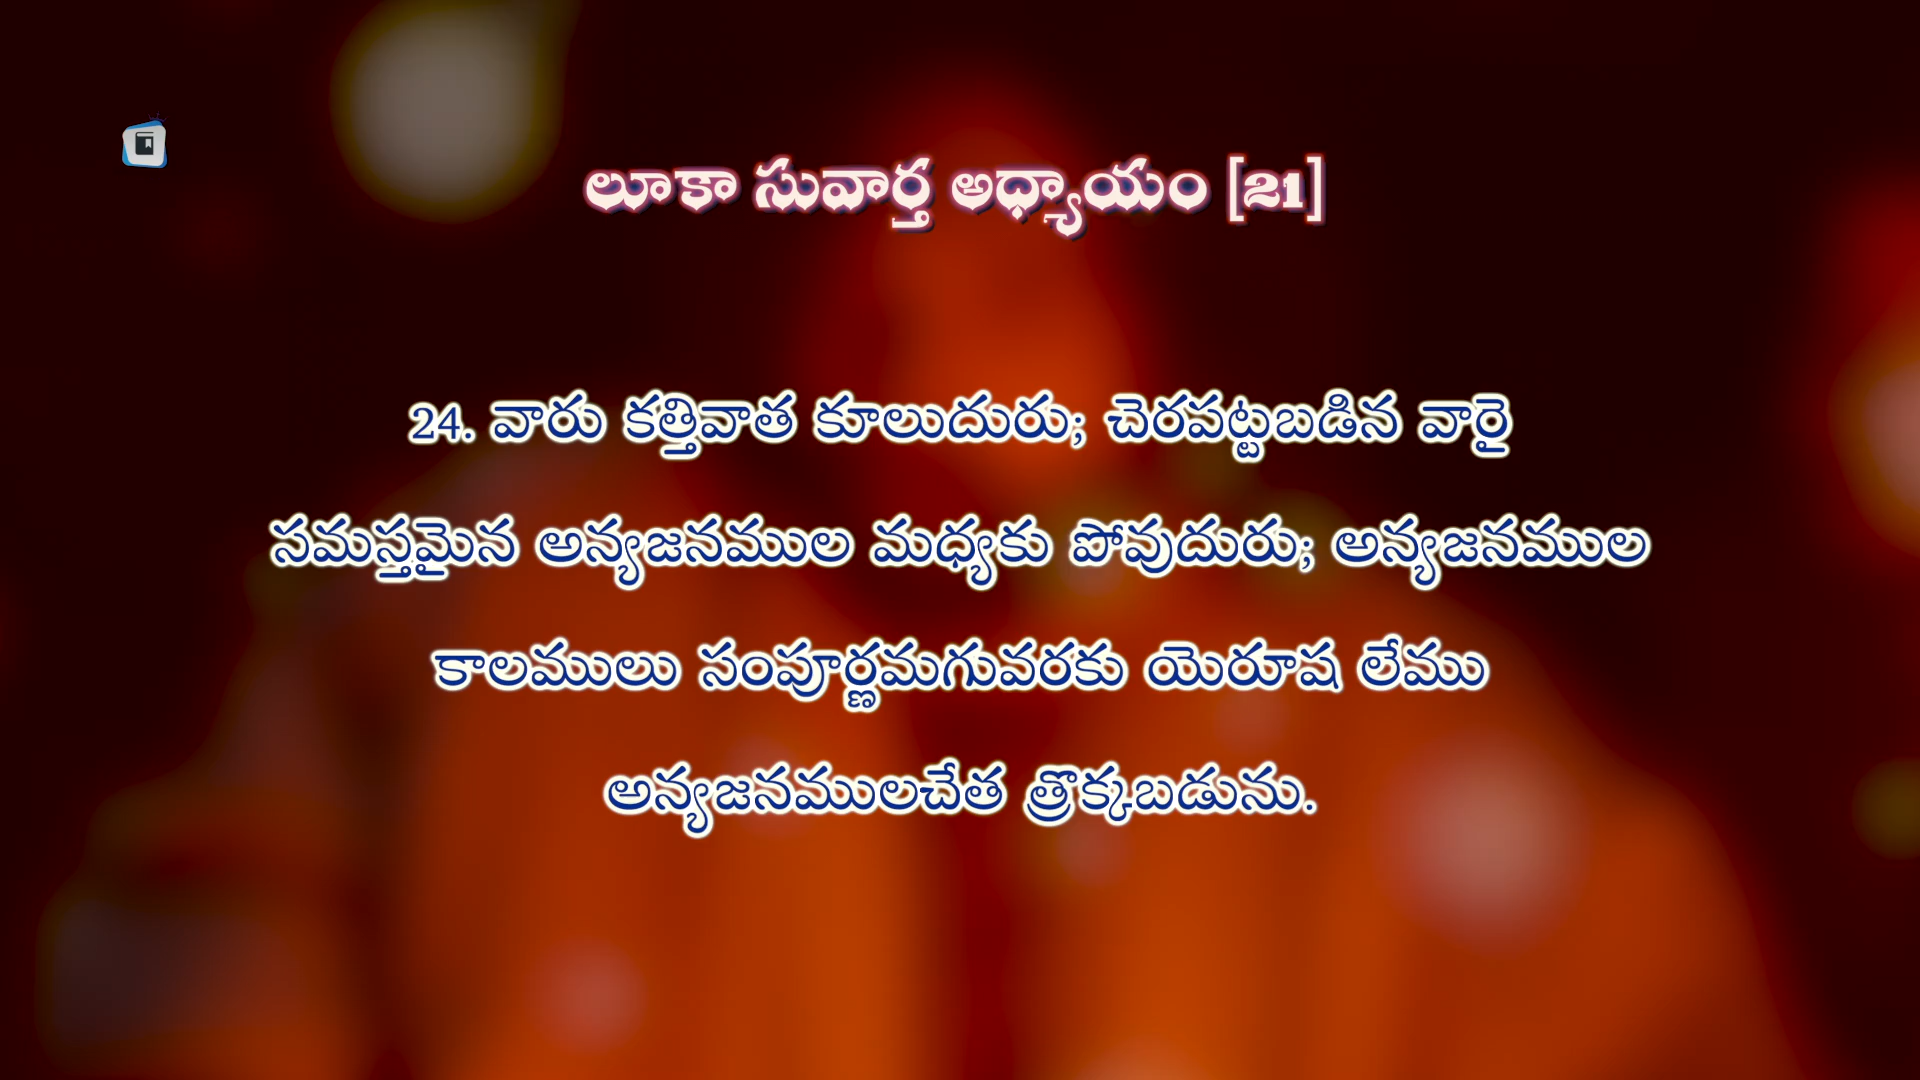 లూకా సువార్త అధ్యాయం [21]
24. వారు కత్తివాత కూలుదురు; చెరపట్టబడిన వారై
సమస్తమైన అన్యజనముల మధ్యకు పోవుదురు; అన్యజనముల
కాలములు సంపూర్ణమగువరకు యెరూష లేము
అన్యజనములచేత త్రొక్కబడును.